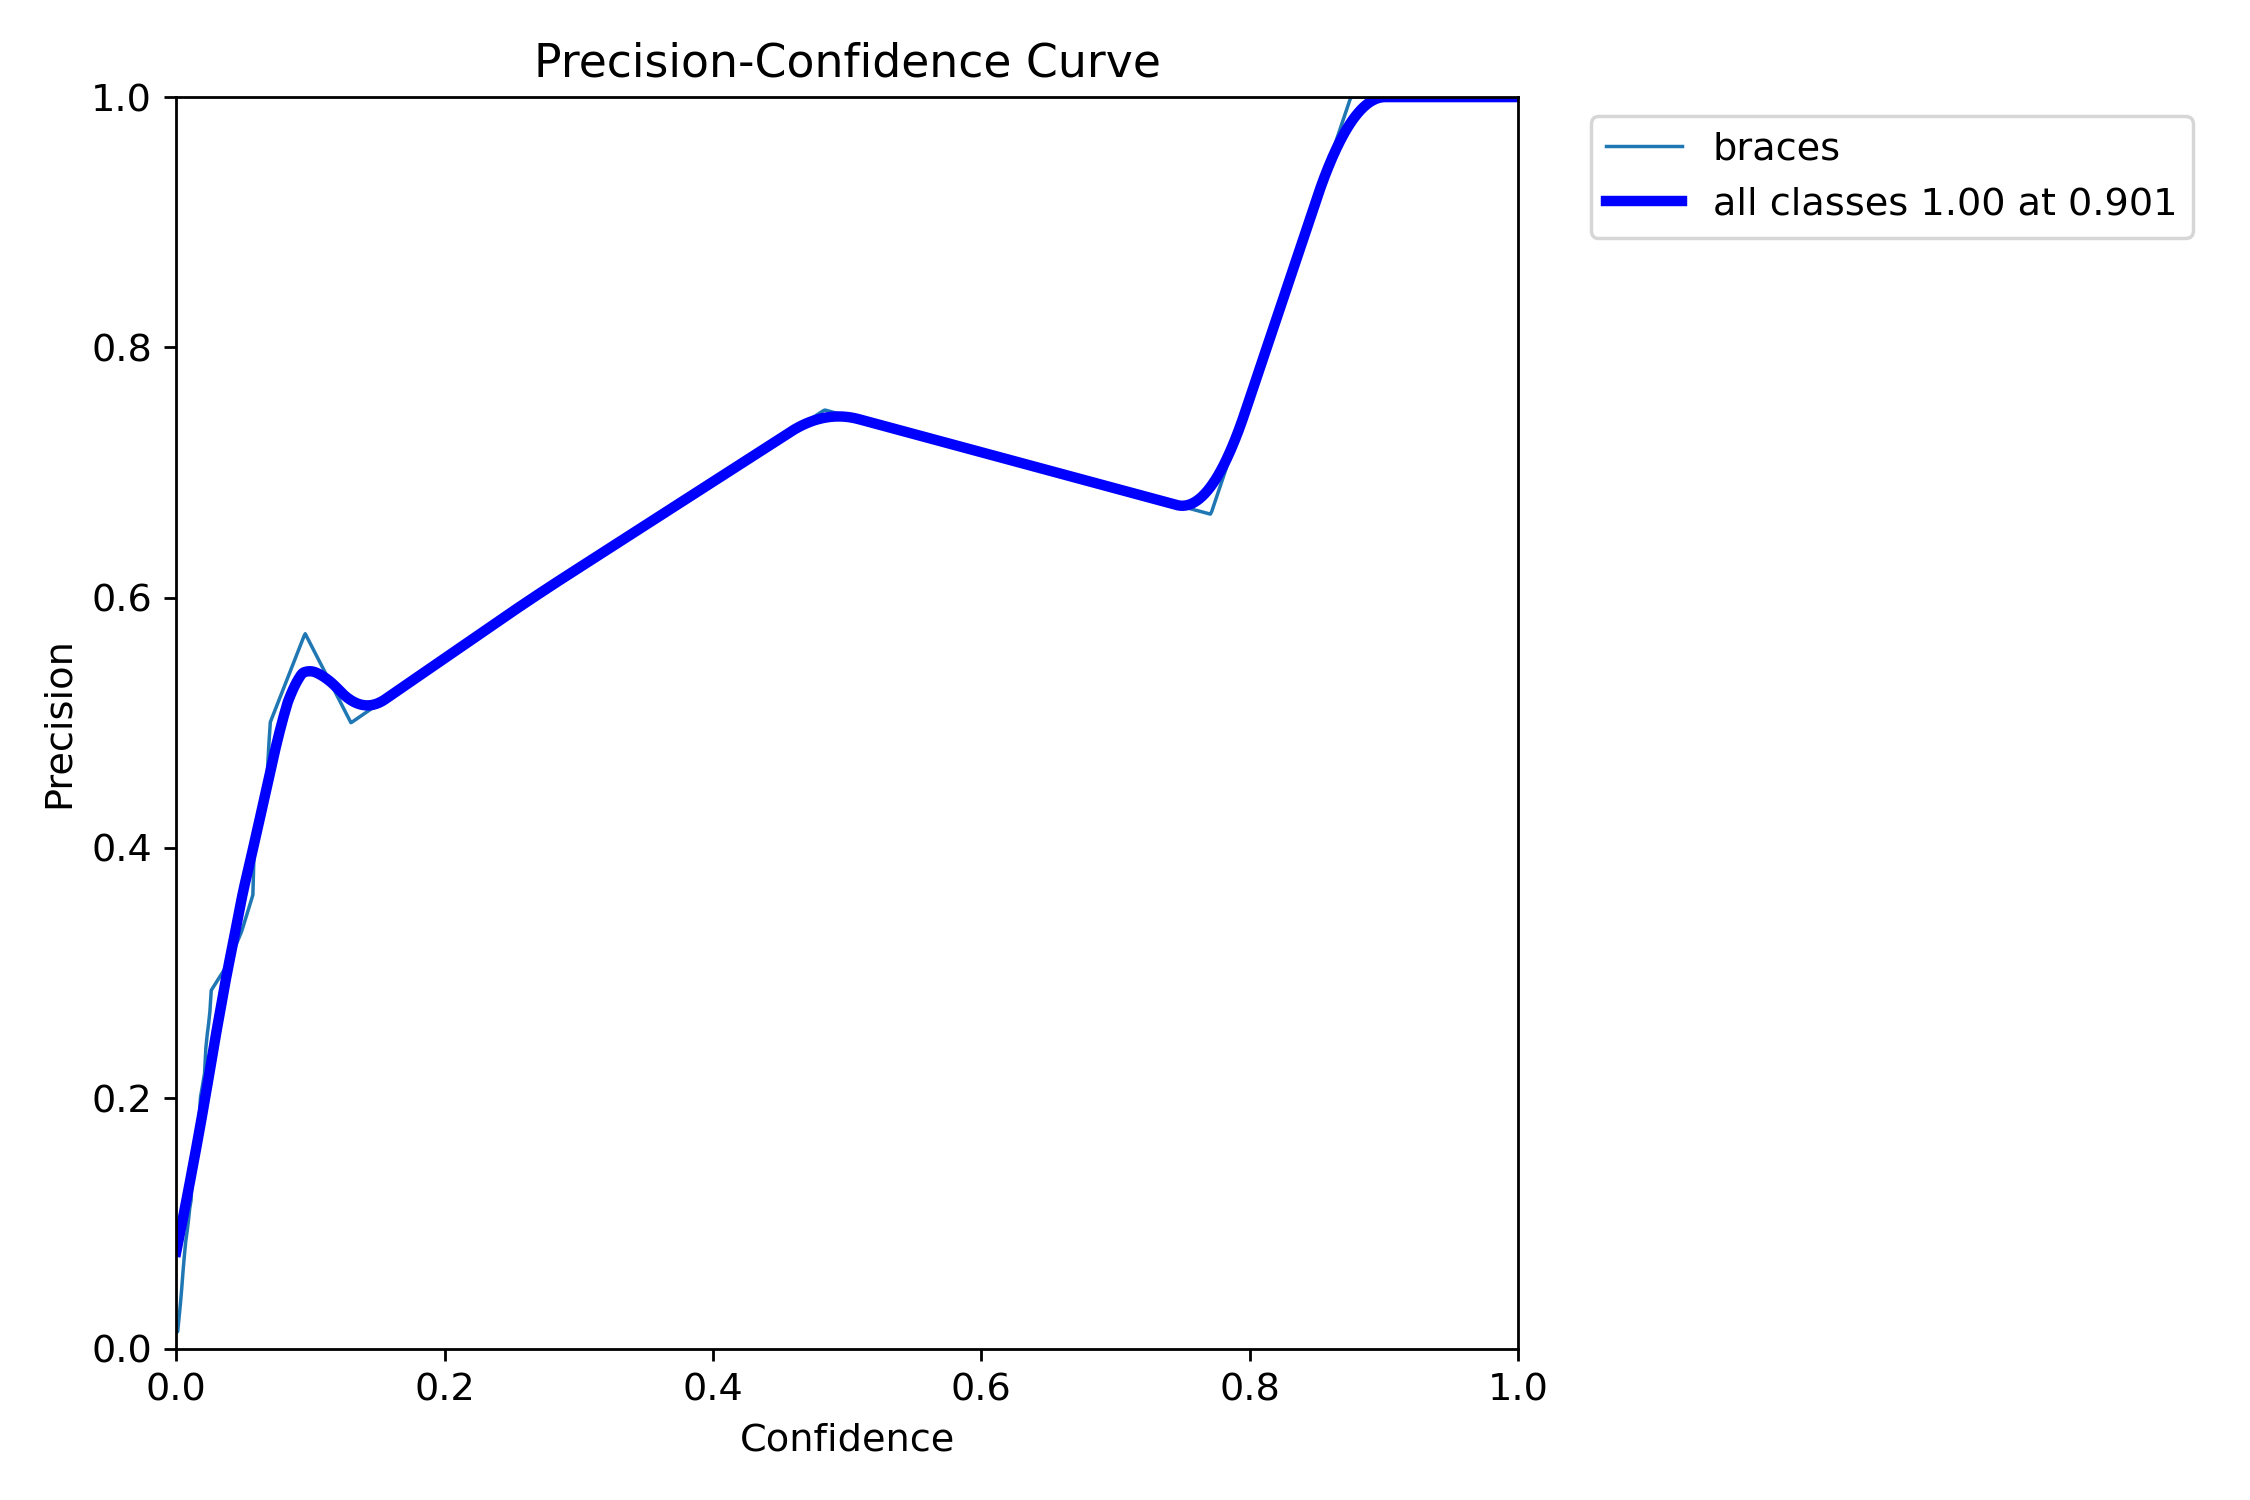 Precision-Confidence Curve
braces
all classes 1.00 at 0.901
Precision
1.0
0.8
0.6
0.4
0.2
0.0
0.0 0.2 0.4 0.6 0.8 1.0
Confidence